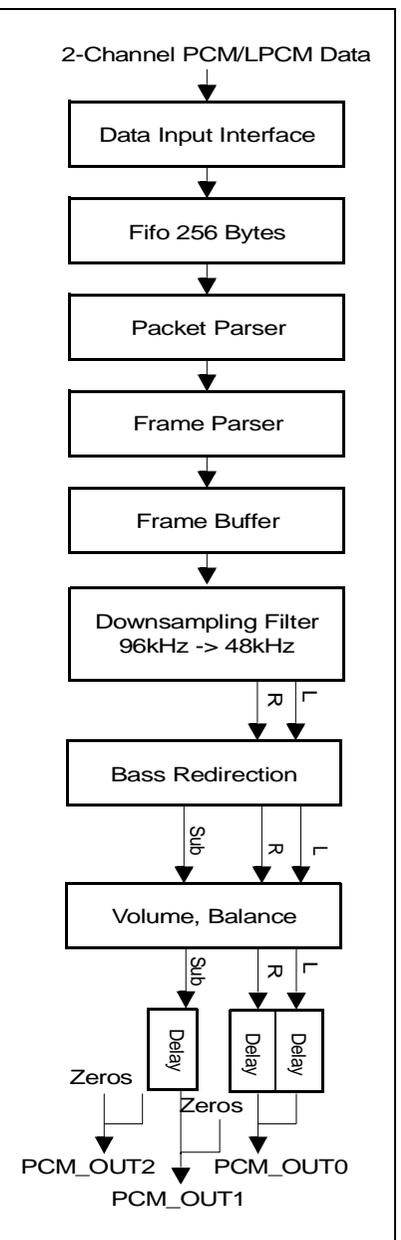 2-Channel PCM/LPCM Data
Data Input Interface
Fifo 256 Bytes
Packet Parser
Frame Parser
Frame Buffer
Downsampling Filter
96kHz -> 48kHz
R
L
Bass Redirection
Sub
R
L
Volume, Balance
Sub
R
L
Delay
Delay
Delay
Zeros
Zeros
PCM_OUT2
PCM_OUT0
PCM_OUT1